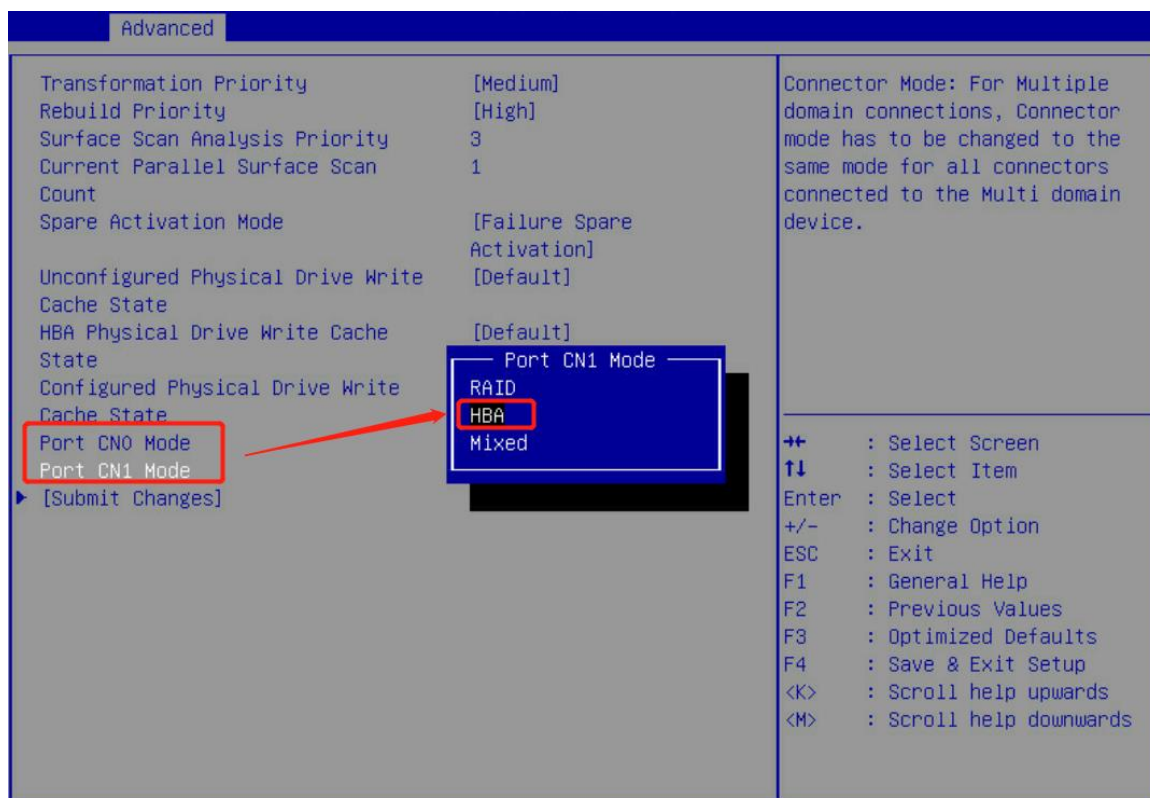 Advanced
Transformation Priority [Medium]
Rebuild Priority [High]
Surface Scan Analysis Priority 3
Current Parallel Surface Scan 1
Count
Spare Activation Mode [Failure Spare
Activation]
Unconfigured Physical Drive Write [Default]
Cache State
HBA Physical Drive Write Cache [Default]
State
Configured Physical Drive Write
Cache State
Port CN0 Mode
Port CN1 Mode
[Submit Changes]
Port CN1 Mode
RAID
HBA
Mixed
Connector Mode: For Multiple
domain connections, Connector
mode has to be changed to the
same mode for all connectors
connected to the Multi domain
device.
→← : Select Screen
↑↓ : Select Item
Enter : Select
+/- : Change Option
ESC : Exit
F1 : General Help
F2 : Previous Values
F3 : Optimized Defaults
F4 : Save & Exit Setup
<K> : Scroll help upwards
<M> : Scroll help downwards